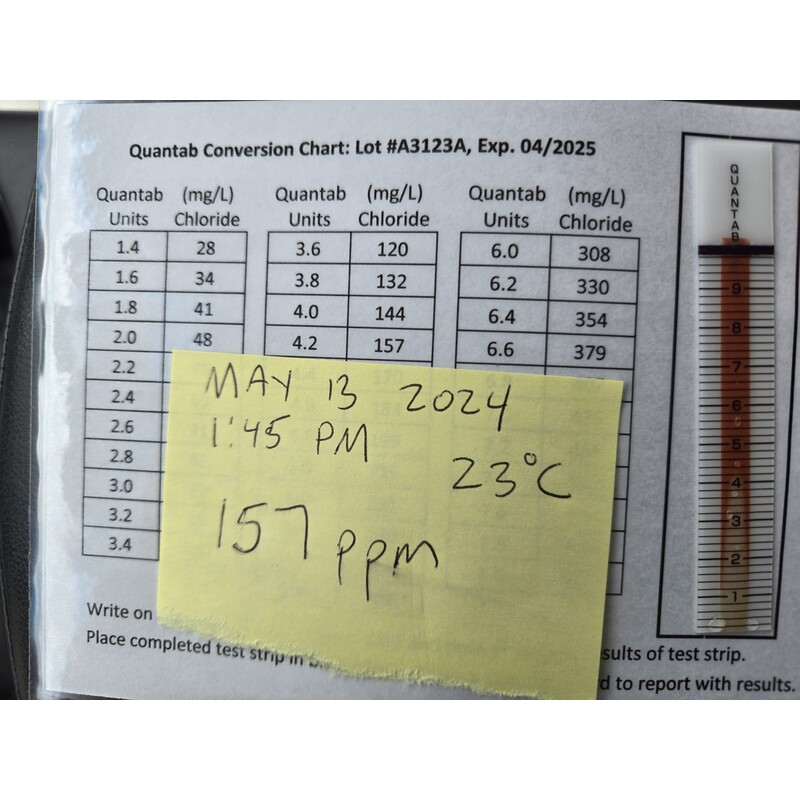 Quantab Conversion Chart: Lot #A3123A, Exp. 04/2025
Quantab (mg/L) Quantab (mg/L) Quantab (mg/L)
Units Chloride Units Chloride Units Chloride
1.4 28 3.6 120 6.0 308
1.6 34 3.8 132 6.2 330
1.8 41 4.0 144 6.4 354
2.0 48 4.2 157 6.6 379
2.2
2.4
2.6
2.8
3.0
3.2
3.4
MAY 13 2024
1:45 PM
23°C
157 ppm
Write on
Place completed test strip in
sults of test strip.
d to report with results.
QUANTAB
9
8
7
6
5
4
3
2
1